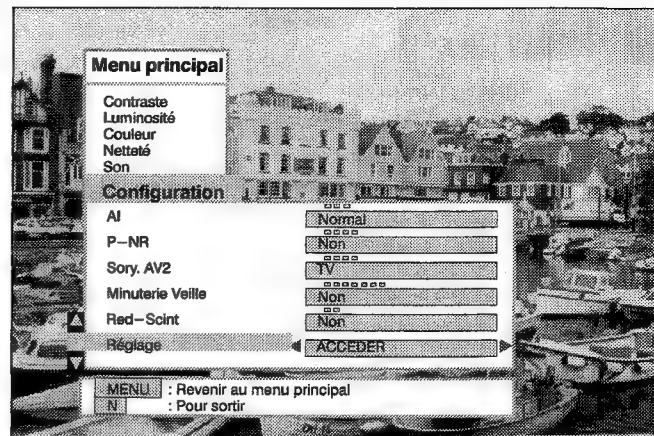 Menu principal
Contraste
Luminosité
Couleur
Netteté
Son
Configuration
AI Normal
P-NR Non
Sory. AV2 TV
Minuterie Veille Non
Red-Scint Non
Réglage ACCEDER
MENU : Revenir au menu principal
N : Pour sortir